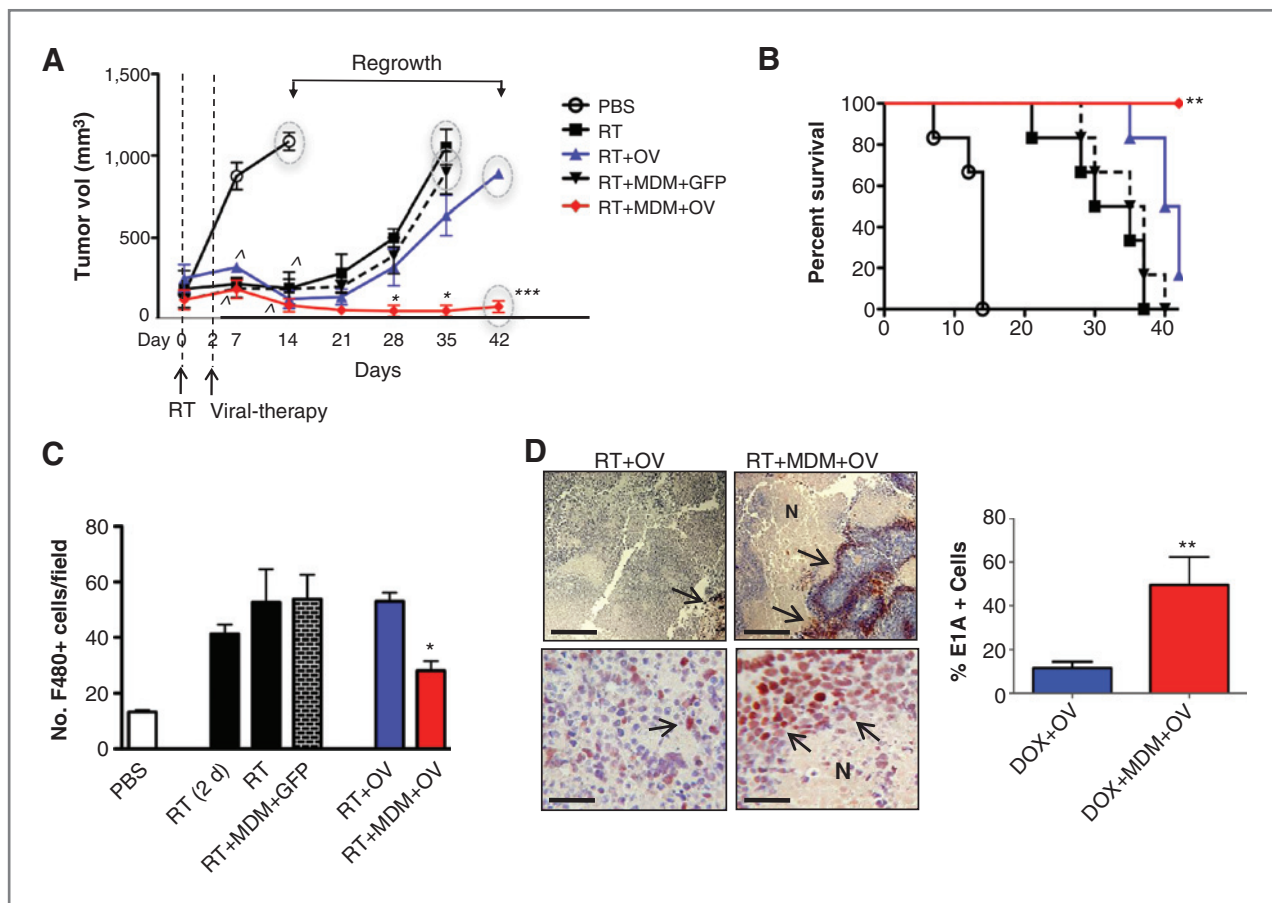 A
Regrowth
Tumor vol (mm³)
1,500
1,000
500
0
^
^
^
^
*
*
***
Day 0 2 7 14 21 28 35 42
Days
RT
Viral-therapy
PBS
RT
RT+OV
RT+MDM+GFP
RT+MDM+OV
B
Percent survival
100
80
60
40
20
0
**
0 10 20 30 40
C
No. F480+ cells/field
80
60
40
20
0
*
PBS
RT (2 d)
RT
RT+MDM+GFP
RT+OV
RT+MDM+OV
D
RT+OV RT+MDM+OV
N
N
% E1A + Cells
80
60
40
20
0
**
DOX+OV
DOX+MDM+OV